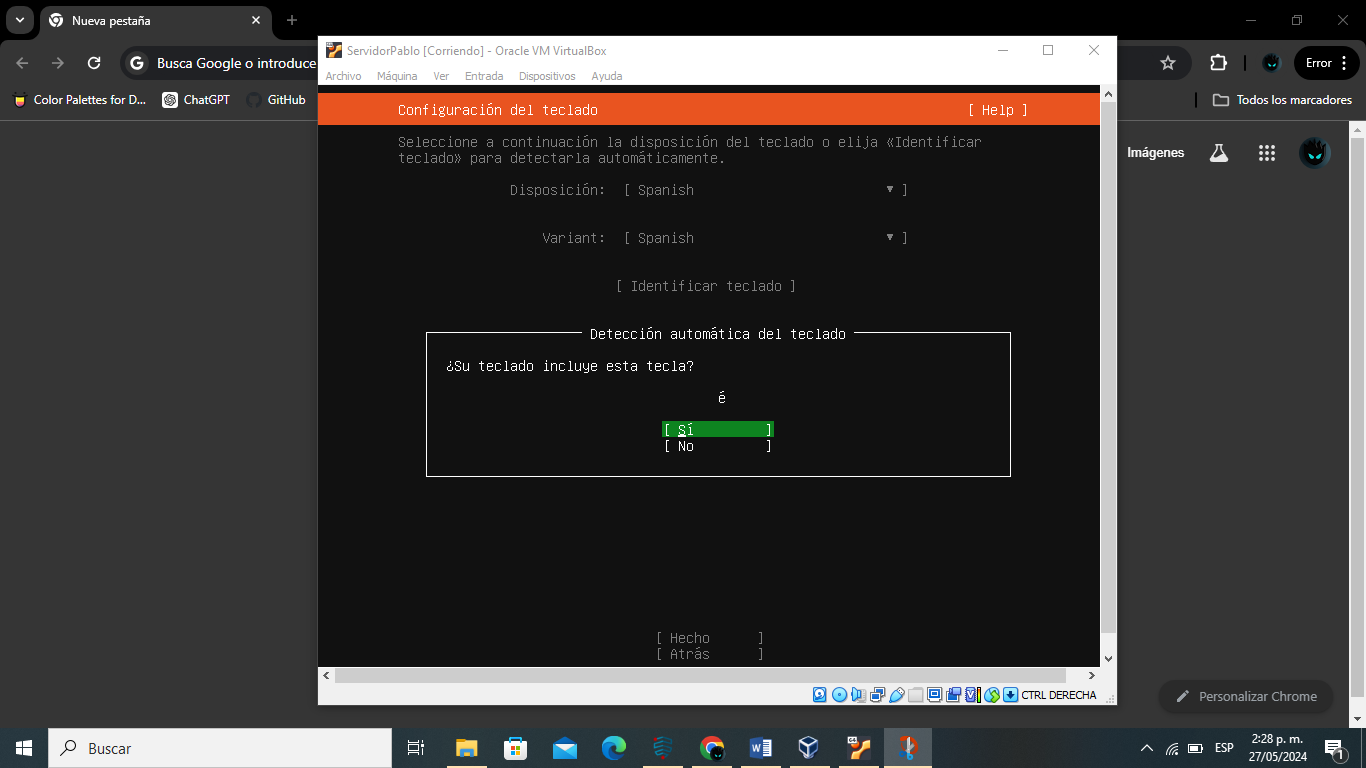 Nueva pestaña
Busca Google o introduce
Error
Color Palettes for D...
ChatGPT
GitHub
Todos los marcadores
Imágenes
ServidorPablo [Corriendo] - Oracle VM VirtualBox
Archivo Máquina Ver Entrada Dispositivos Ayuda
Configuración del teclado [ Help ]
Seleccione a continuación la disposición del teclado o elija «Identificar
teclado» para detectarla automáticamente.
Disposición: [ Spanish ▾ ]
Variant: [ Spanish ▾ ]
[ Identificar teclado ]
Detección automática del teclado
¿Su teclado incluye esta tecla?
é
[ Sí ]
[ No ]
[ Hecho ]
[ Atrás ]
CTRL DERECHA
Personalizar Chrome
Buscar
ESP
2:28 p. m.
27/05/2024
1